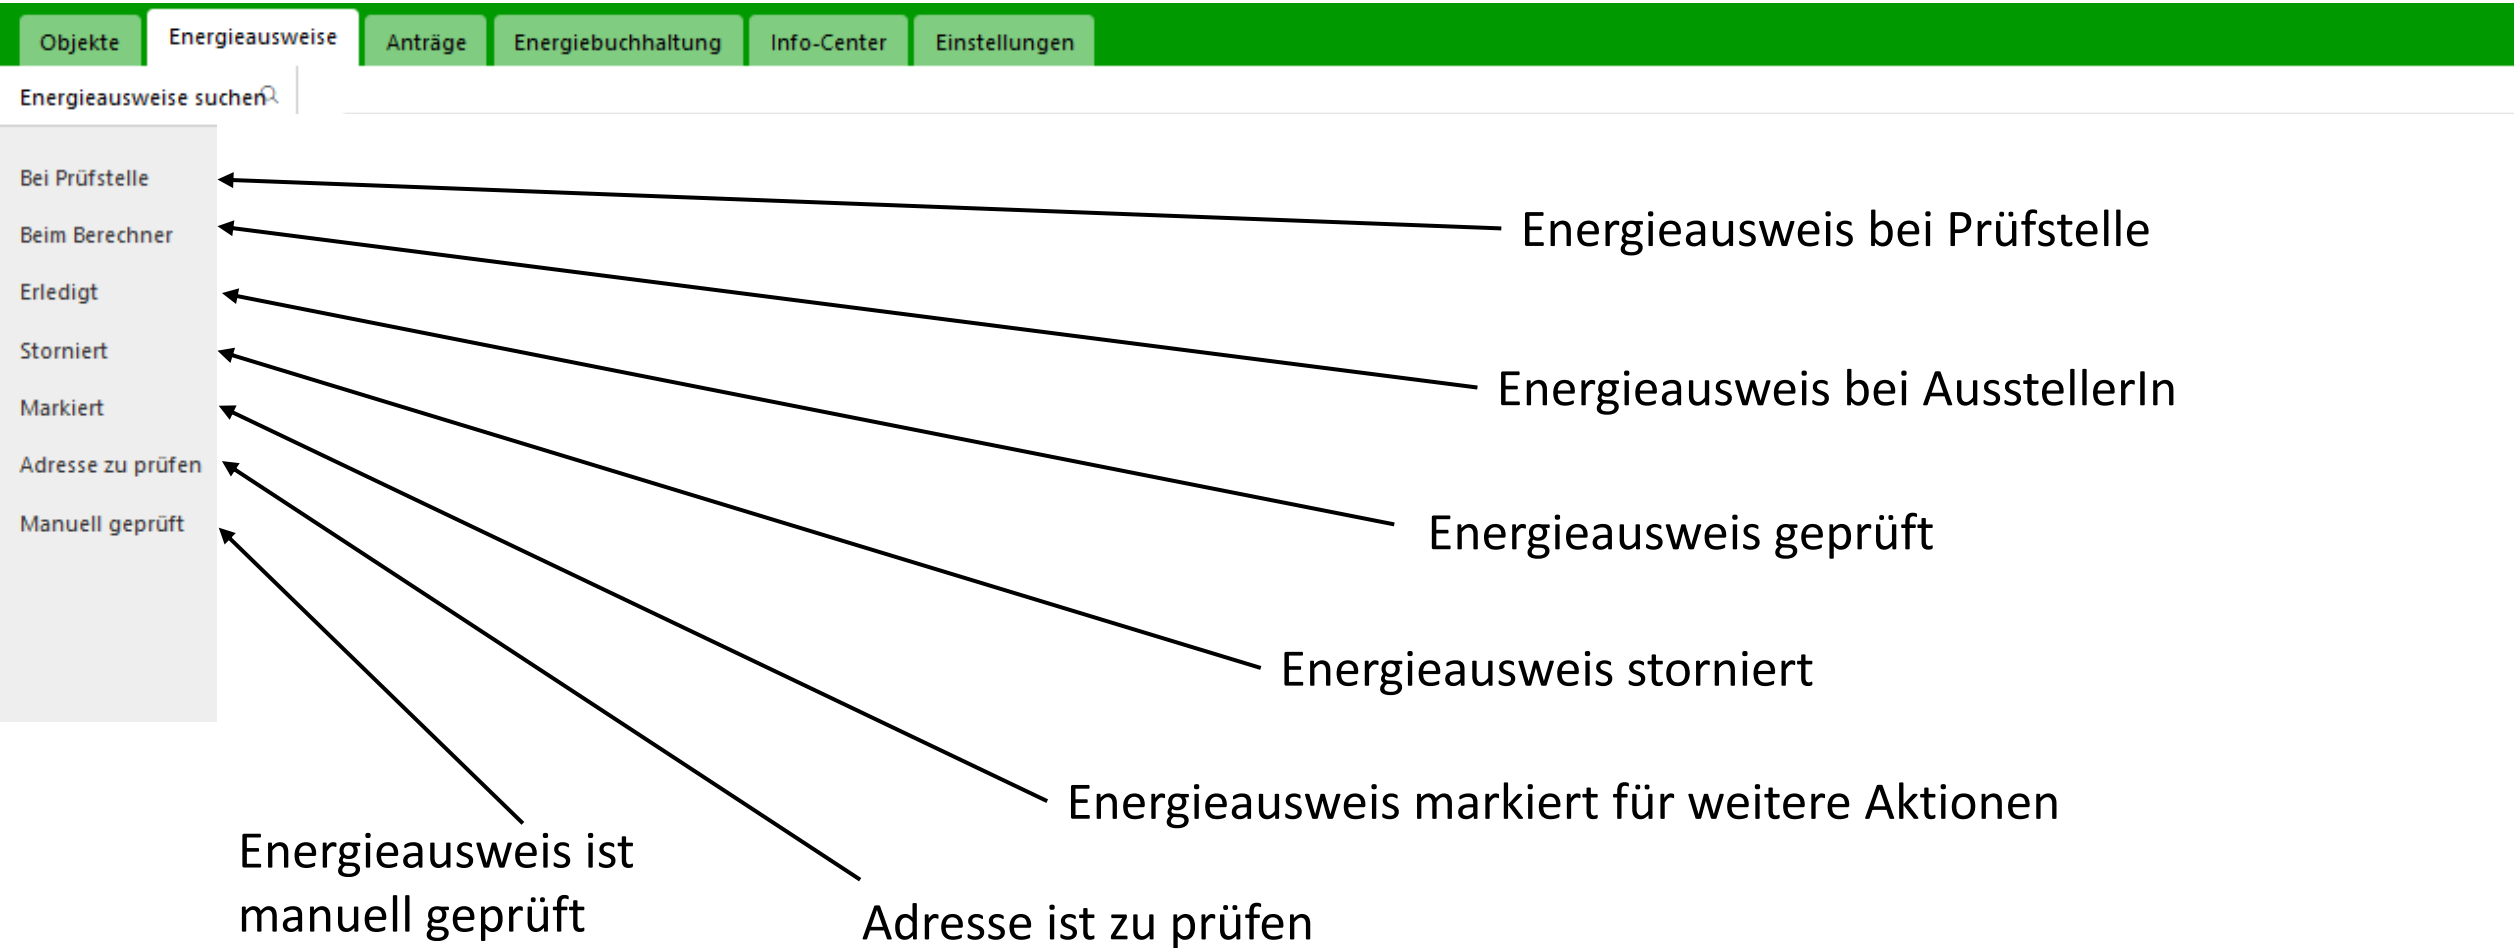 Objekte Energieausweise Anträge Energiebuchhaltung Info-Center Einstellungen
Energieausweise suchen
Bei Prüfstelle
Beim Berechner
Erledigt
Storniert
Markiert
Adresse zu prüfen
Manuell geprüft
Energieausweis bei Prüfstelle
Energieausweis bei AusstellerIn
Energieausweis geprüft
Energieausweis storniert
Energieausweis markiert für weitere Aktionen
Energieausweis ist
manuell geprüft
Adresse ist zu prüfen